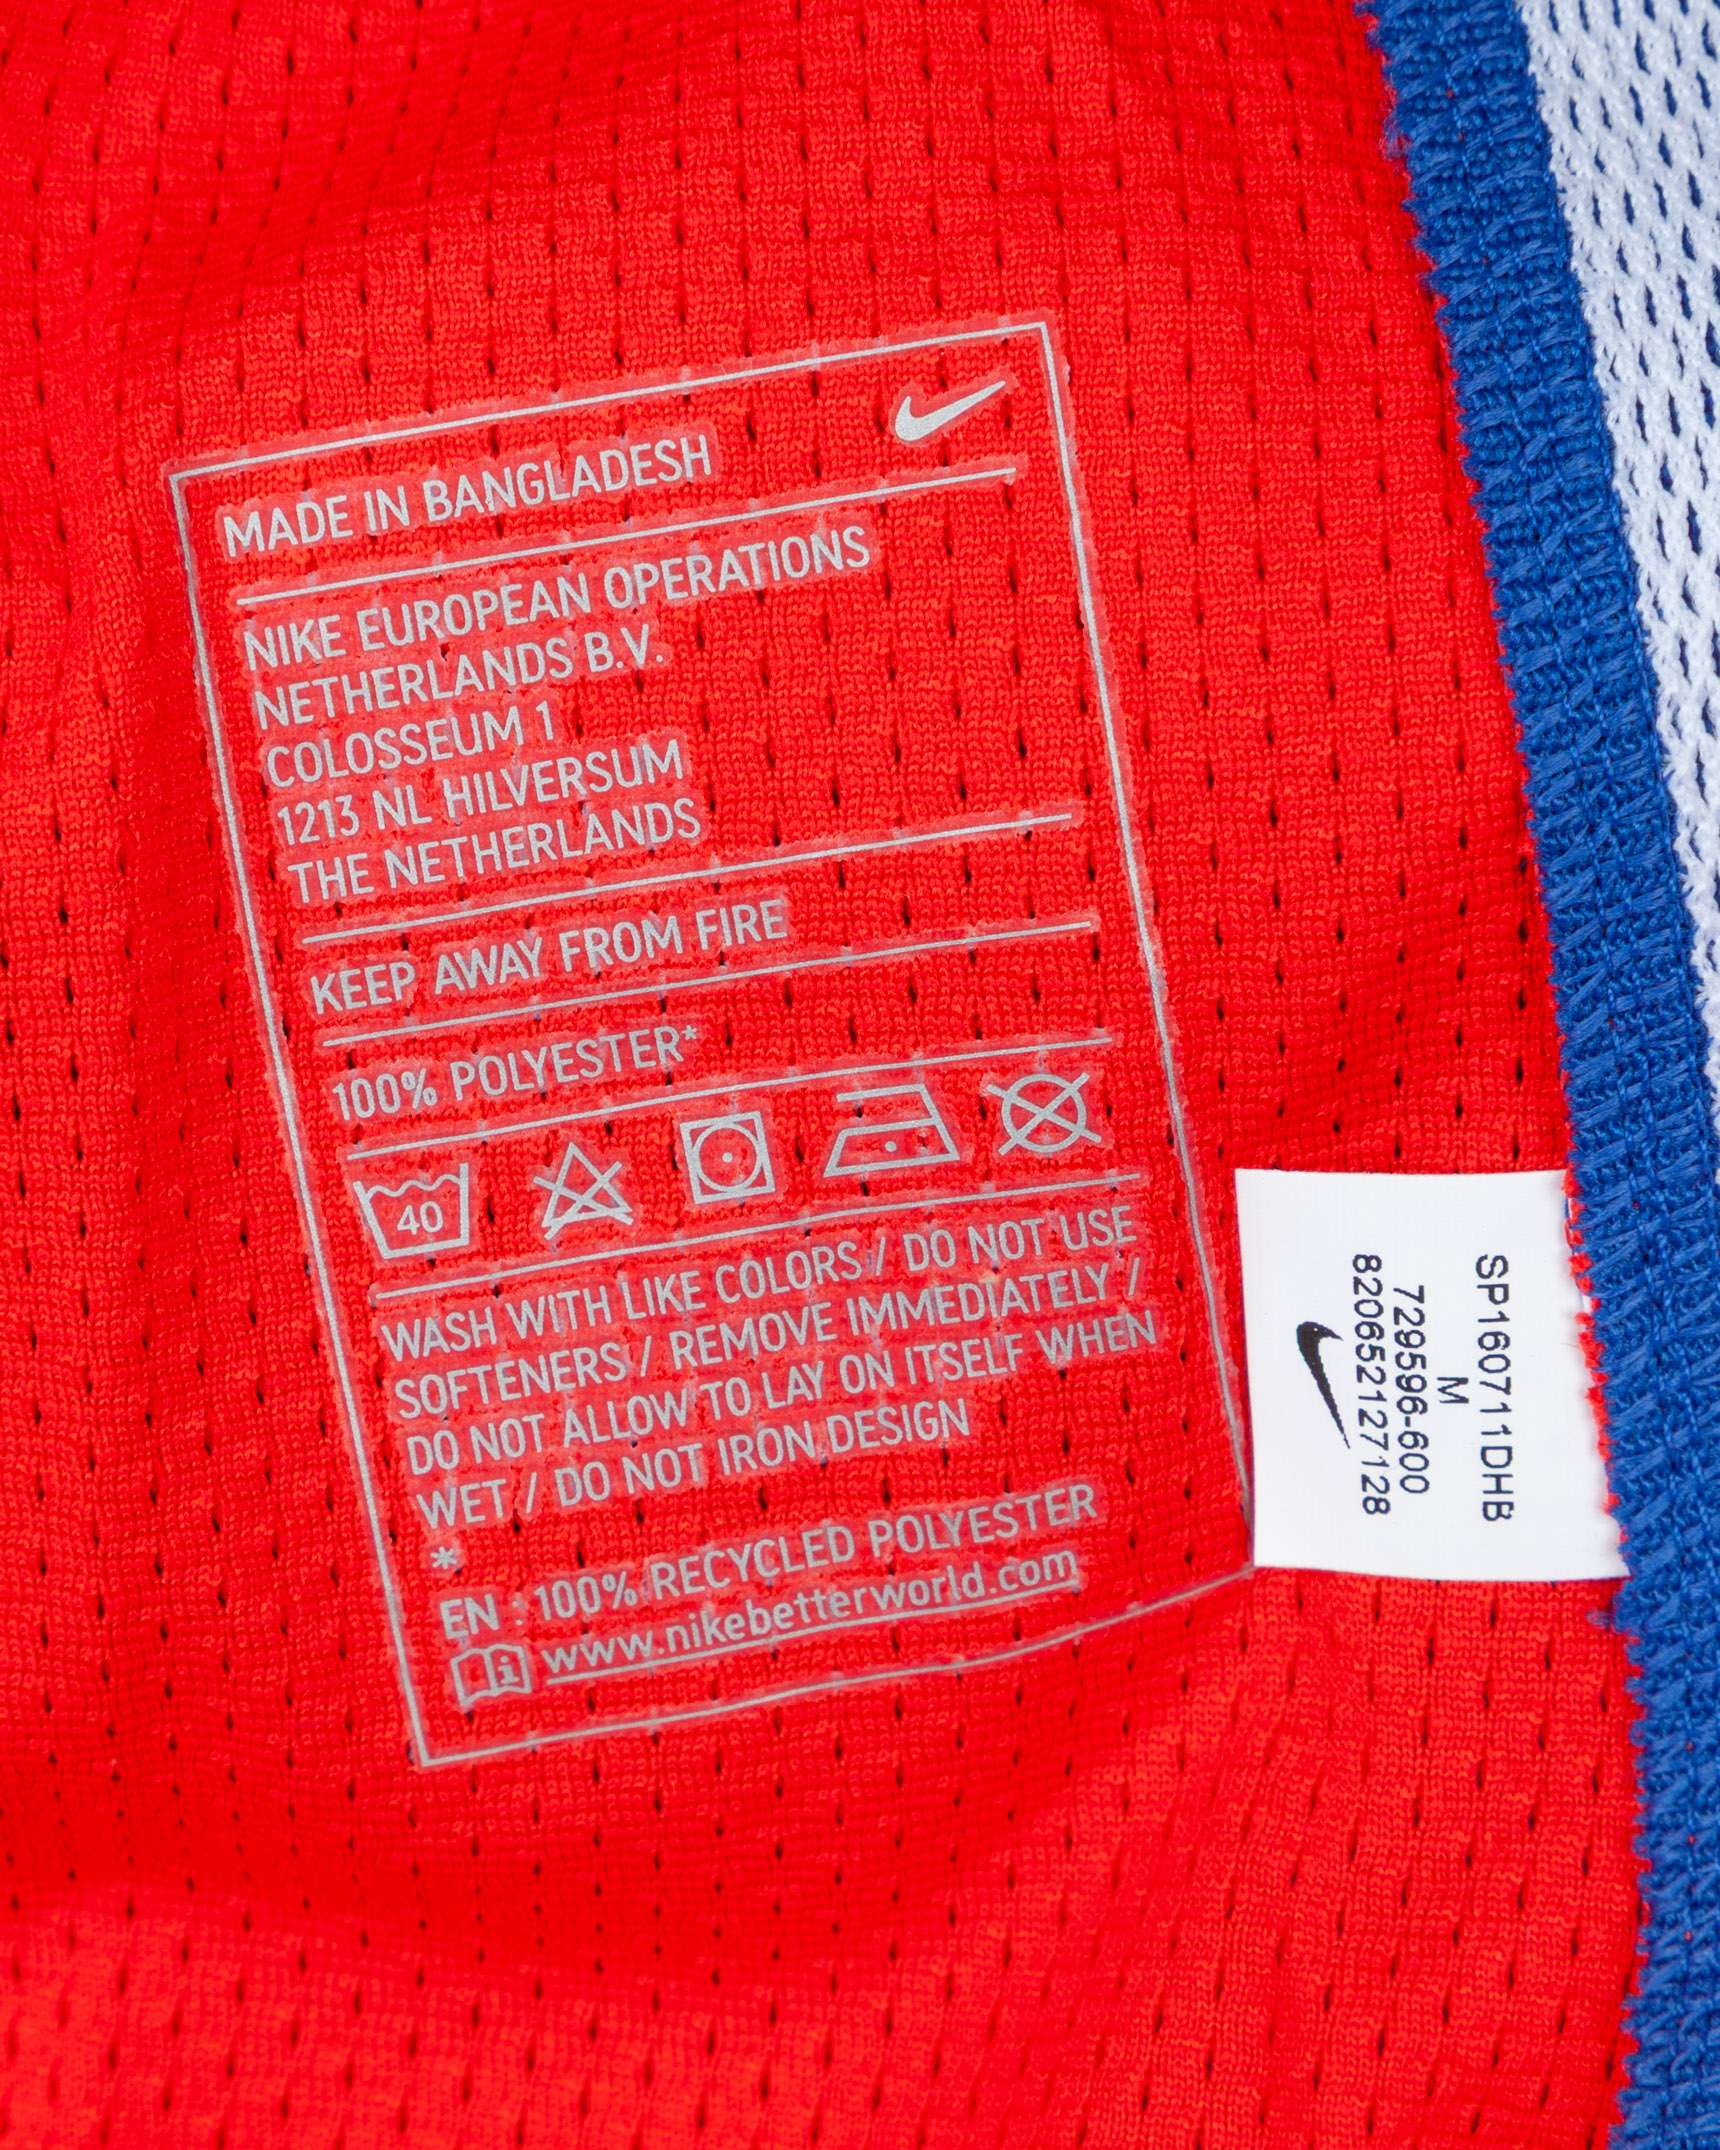 MADE IN BANGLADESH
NIKE EUROPEAN OPERATIONS
NETHERLANDS B.V.
COLOSSEUM 1
1213 NL HILVERSUM
THE NETHERLANDS
KEEP AWAY FROM FIRE
100% POLYESTER*
40
WASH WITH LIKE COLORS / DO NOT USE
SOFTENERS / REMOVE IMMEDIATELY /
DO NOT ALLOW TO LAY ON ITSELF WHEN
WET / DO NOT IRON DESIGN
*
EN : 100% RECYCLED POLYESTER
www.nikebetterworld.com
SP160711DHB
M
729596-600
820652127128